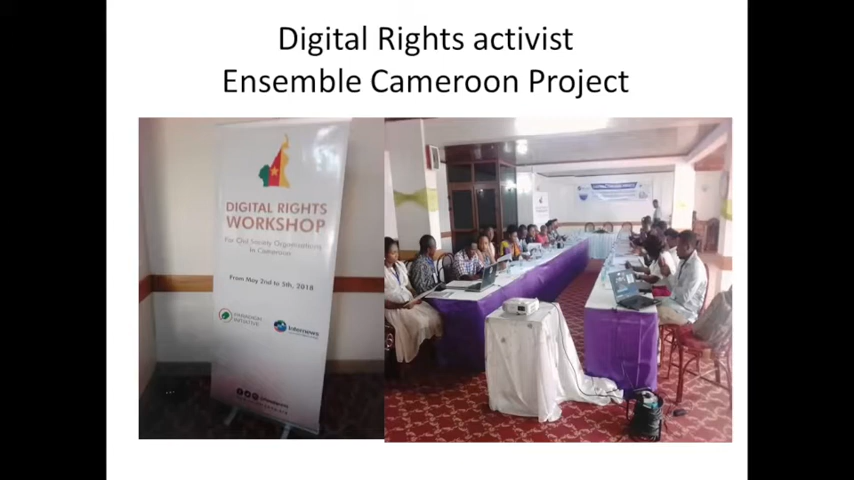 Digital Rights activist
Ensemble Cameroon Project
DIGITAL RIGHTS
WORKSHOP
For Civil Society Organisations
In Cameroon
From May 2nd to 5th, 2018
INITIATIVE
Internews